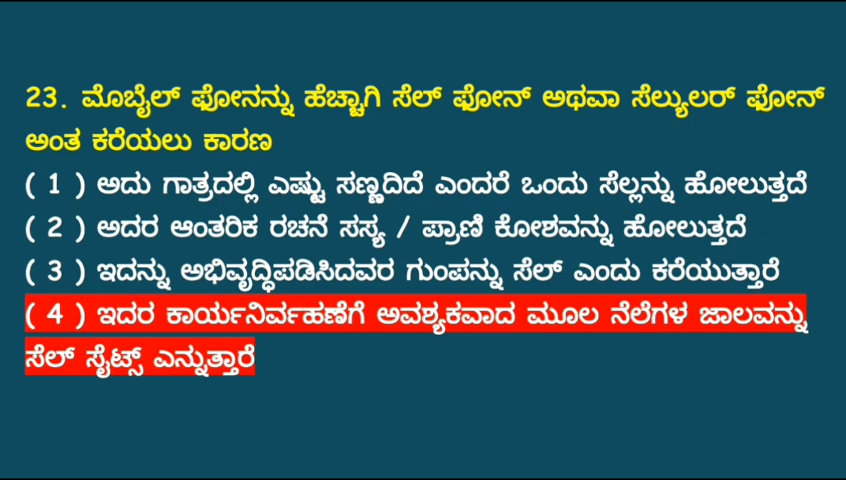 23. ಮೊಬೈಲ್ ಫೋನನ್ನು ಹೆಚ್ಚಾಗಿ ಸೆಲ್ ಫೋನ್ ಅಥವಾ ಸೆಲ್ಯುಲರ್ ಫೋನ್
ಅಂತ ಕರೆಯಲು ಕಾರಣ
( 1 ) ಅದು ಗಾತ್ರದಲ್ಲಿ ಎಷ್ಟು ಸಣ್ಣದಿದೆ ಎಂದರೆ ಒಂದು ಸೆಲ್ಲನ್ನು ಹೋಲುತ್ತದೆ
( 2 ) ಅದರ ಆಂತರಿಕ ರಚನೆ ಸಸ್ಯ / ಪ್ರಾಣಿ ಕೋಶವನ್ನು ಹೋಲುತ್ತದೆ
( 3 ) ಇದನ್ನು ಅಭಿವೃದ್ಧಿಪಡಿಸಿದವರ ಗುಂಪನ್ನು ಸೆಲ್ ಎಂದು ಕರೆಯುತ್ತಾರೆ
( 4 ) ಇದರ ಕಾರ್ಯನಿರ್ವಹಣೆಗೆ ಅವಶ್ಯಕವಾದ ಮೂಲ ನೆಲೆಗಳ ಜಾಲವನ್ನು
ಸೆಲ್ ಸೈಟ್ಸ್ ಎನ್ನುತ್ತಾರೆ